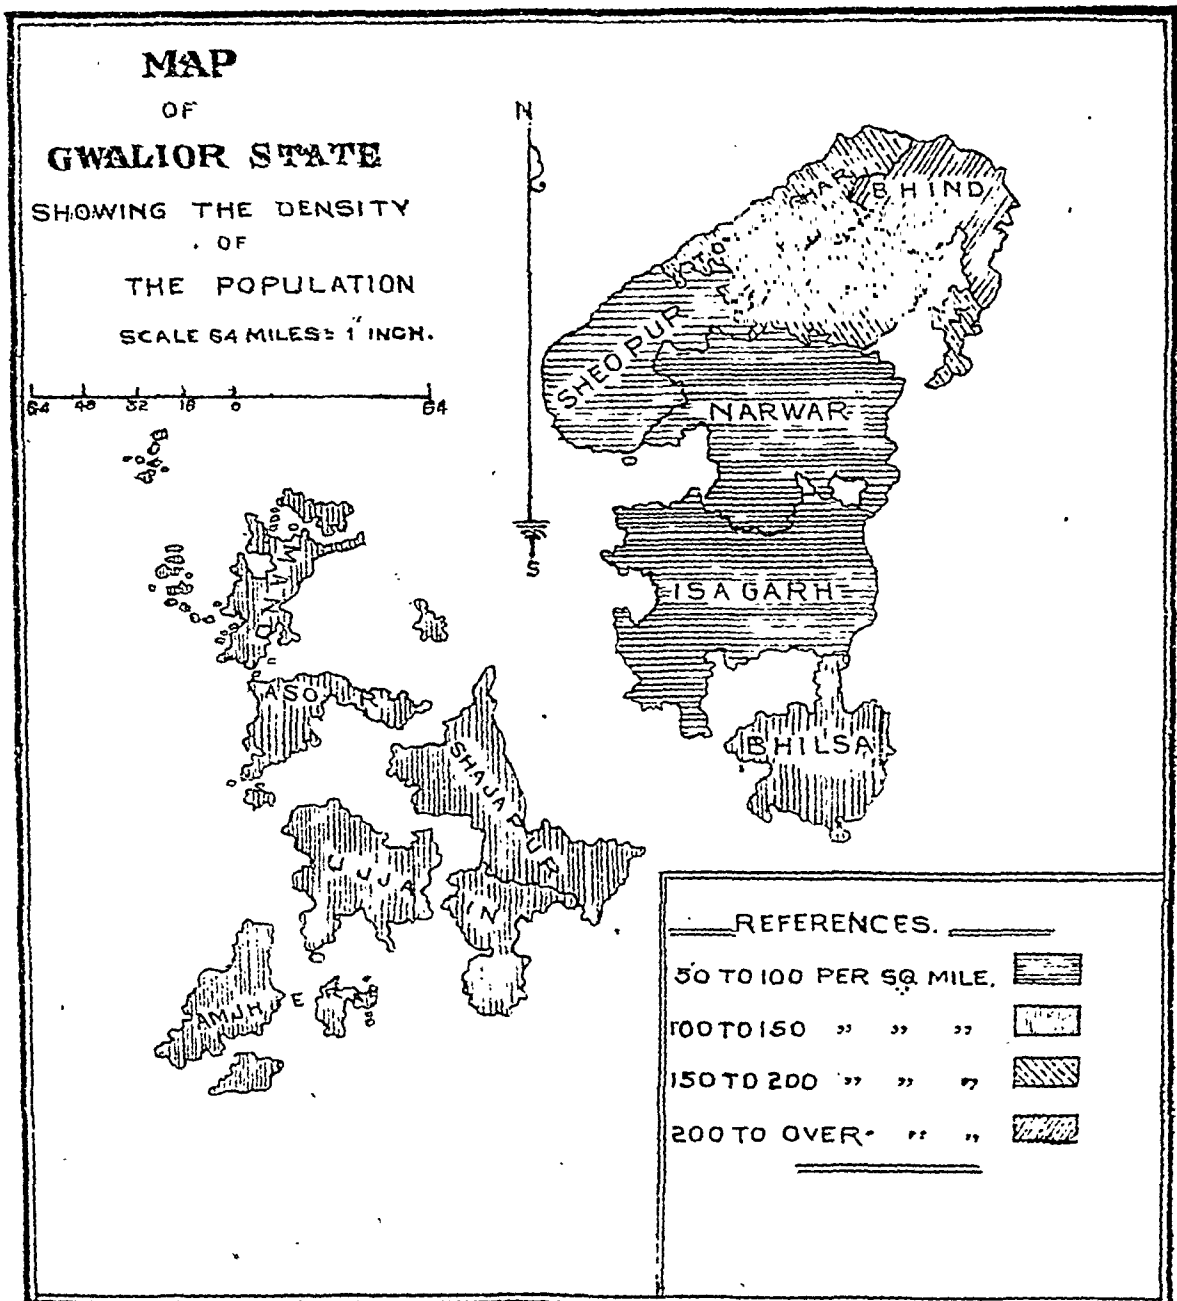 MAP
OF
GWALIOR STATE
SHOWING THE DENSITY
OF
THE POPULATION
SCALE 64 MILES = 1" INCH.
64 48 32 16 0 64
N
S
BHIND
SHEOPUR
NARWAR
ISAGARH
BHILSA
SHAJAPUR
UJJAIN
AMJHE
REFERENCES.
50 TO 100 PER SQ MILE.
100 TO 150 " " "
150 TO 200 " " "
200 TO OVER " "